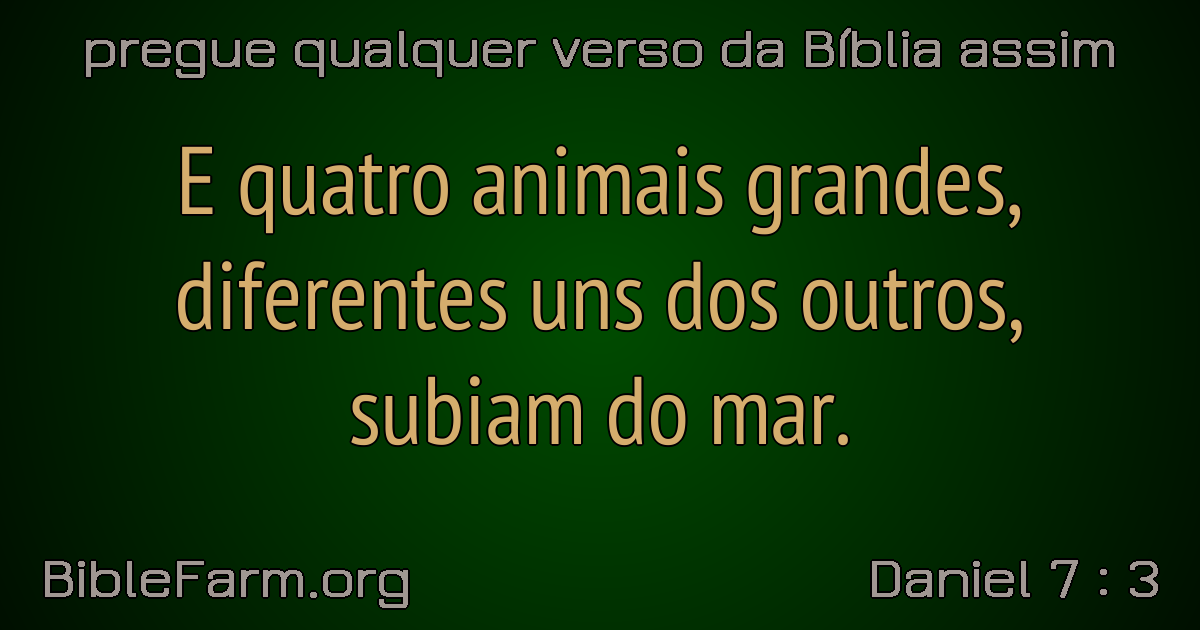 pregue qualquer verso da Bíblia assim
E quatro animais grandes,
diferentes uns dos outros,
subiam do mar.
BibleFarm.org
Daniel 7 : 3